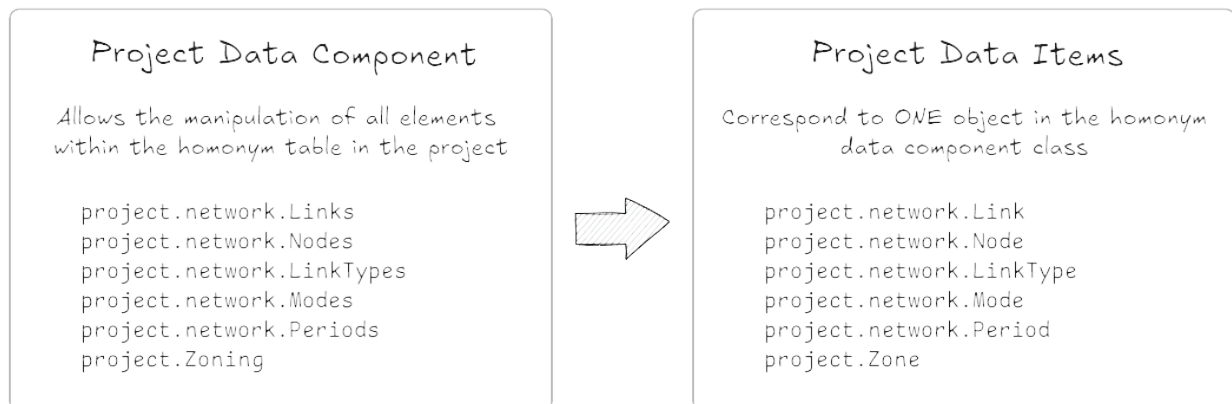 Project Data Component
Allows the manipulation of all elements
within the homonym table in the project
project.network.Links
project.network.Nodes
project.network.LinkTypes
project.network.Modes
project.network.Periods
project.Zoning
Project Data Items
Correspond to ONE object in the homonym
data component class
project.network.Link
project.network.Node
project.network.LinkType
project.network.Mode
project.network.Period
project.Zone